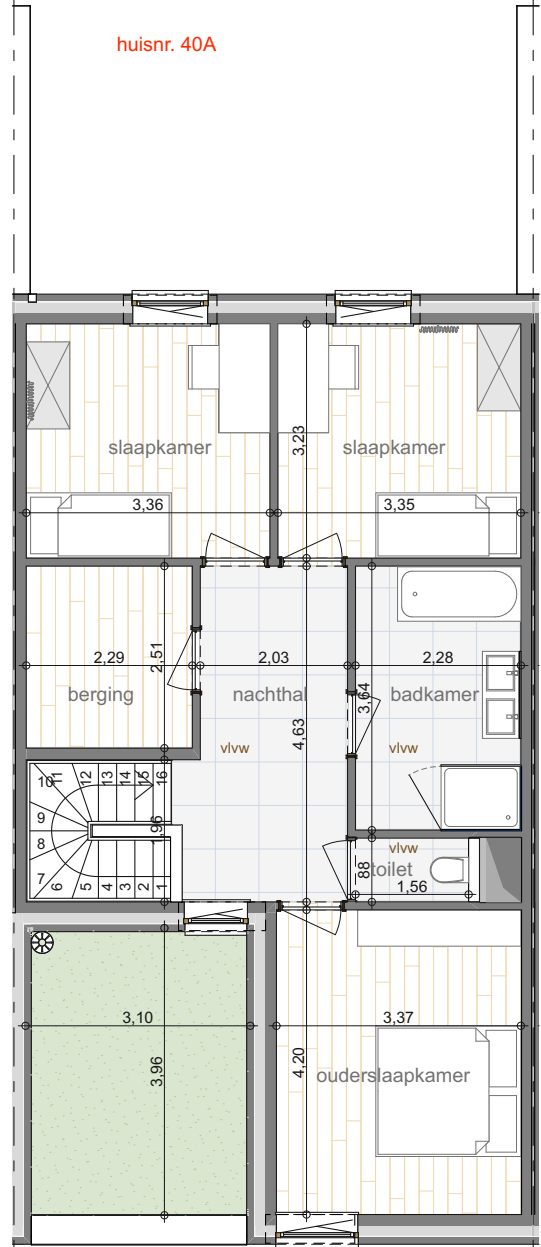 huisnr. 40A
slaapkamer
slaapkamer
3,23
3,36
3,35
2,29
2,51
2,03
2,28
berging
nachthal
badkamer
3,64
4,63
vlvw
vlvw
10
11
12
13
14
15
16
9
8
7
6
5
4
3
2
1
1,96
vlvw
toilet
88
1,56
3,10
3,37
3,96
4,20
ouderslaapkamer